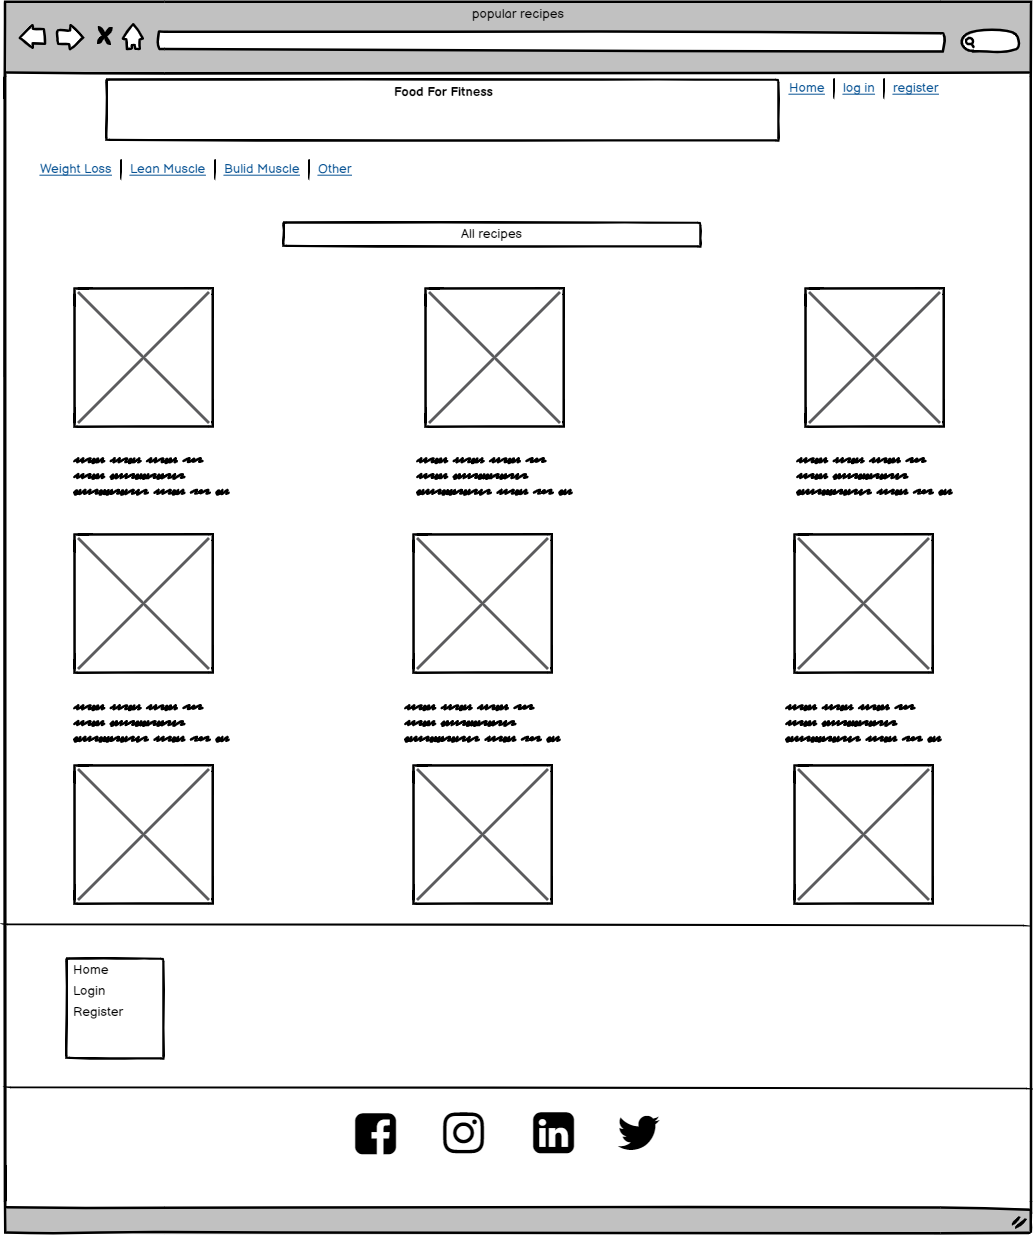 popular recipes
Food For Fitness
Home log in register
Weight Loss Lean Muscle Bulid Muscle Other
All recipes
Home
Login
Register